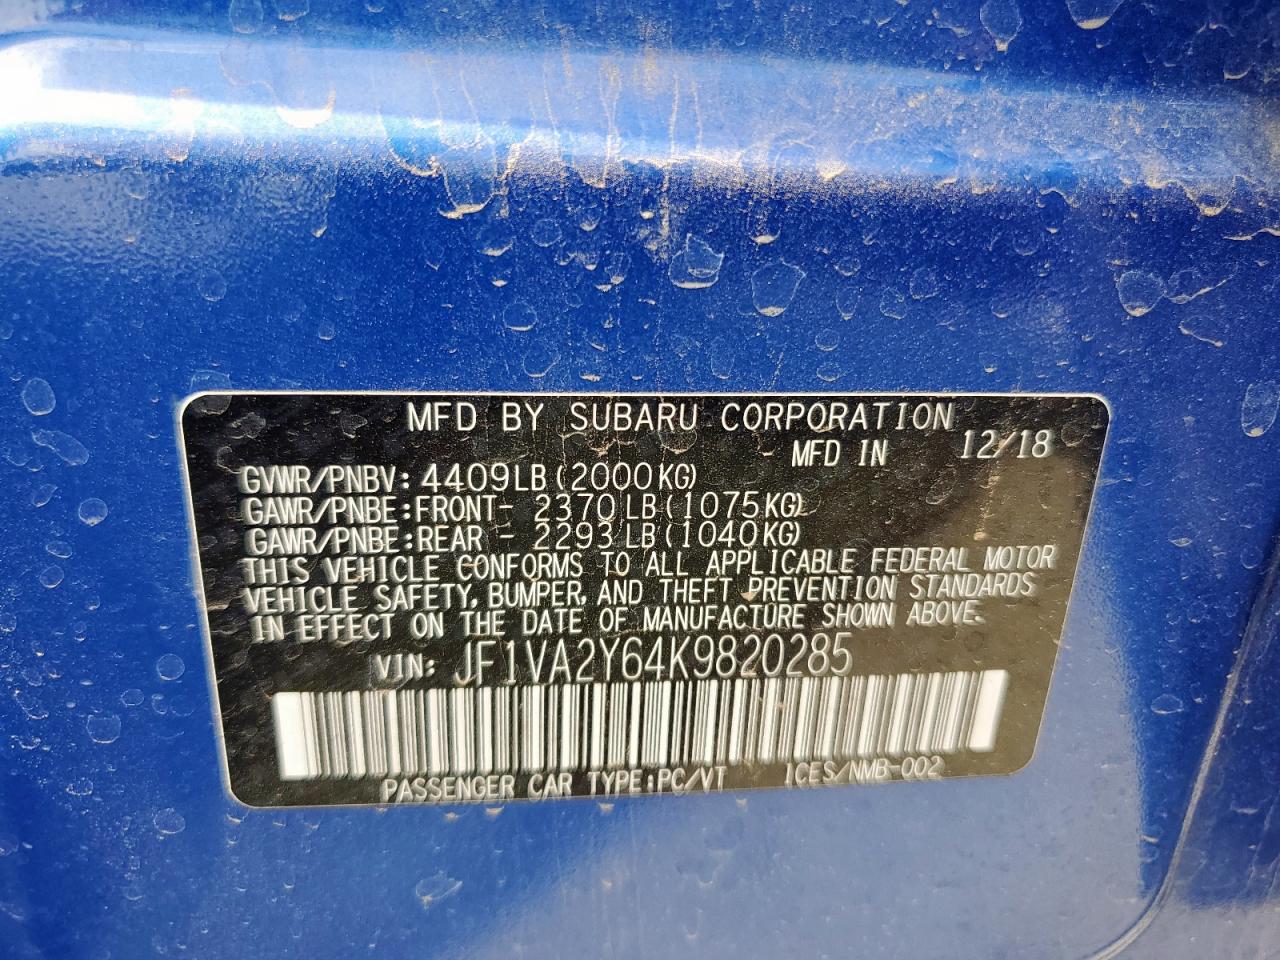 MFD BY SUBARU CORPORATION
MFD IN 12/18
GVWR/PNBV: 4409LB (2000KG)
GAWR/PNBE:FRONT- 2370LB(1075KG)
GAWR/PNBE:REAR - 2293LB(1040KG)
THIS VEHICLE CONFORMS TO ALL APPLICABLE FEDERAL MOTOR
VEHICLE SAFETY, BUMPER, AND THEFT PREVENTION STANDARDS
IN EFFECT ON THE DATE OF MANUFACTURE SHOWN ABOVE.
VIN: JF1VA2Y64K9820285
PASSENGER CAR TYPE:PC/VT ICES/NMB-002